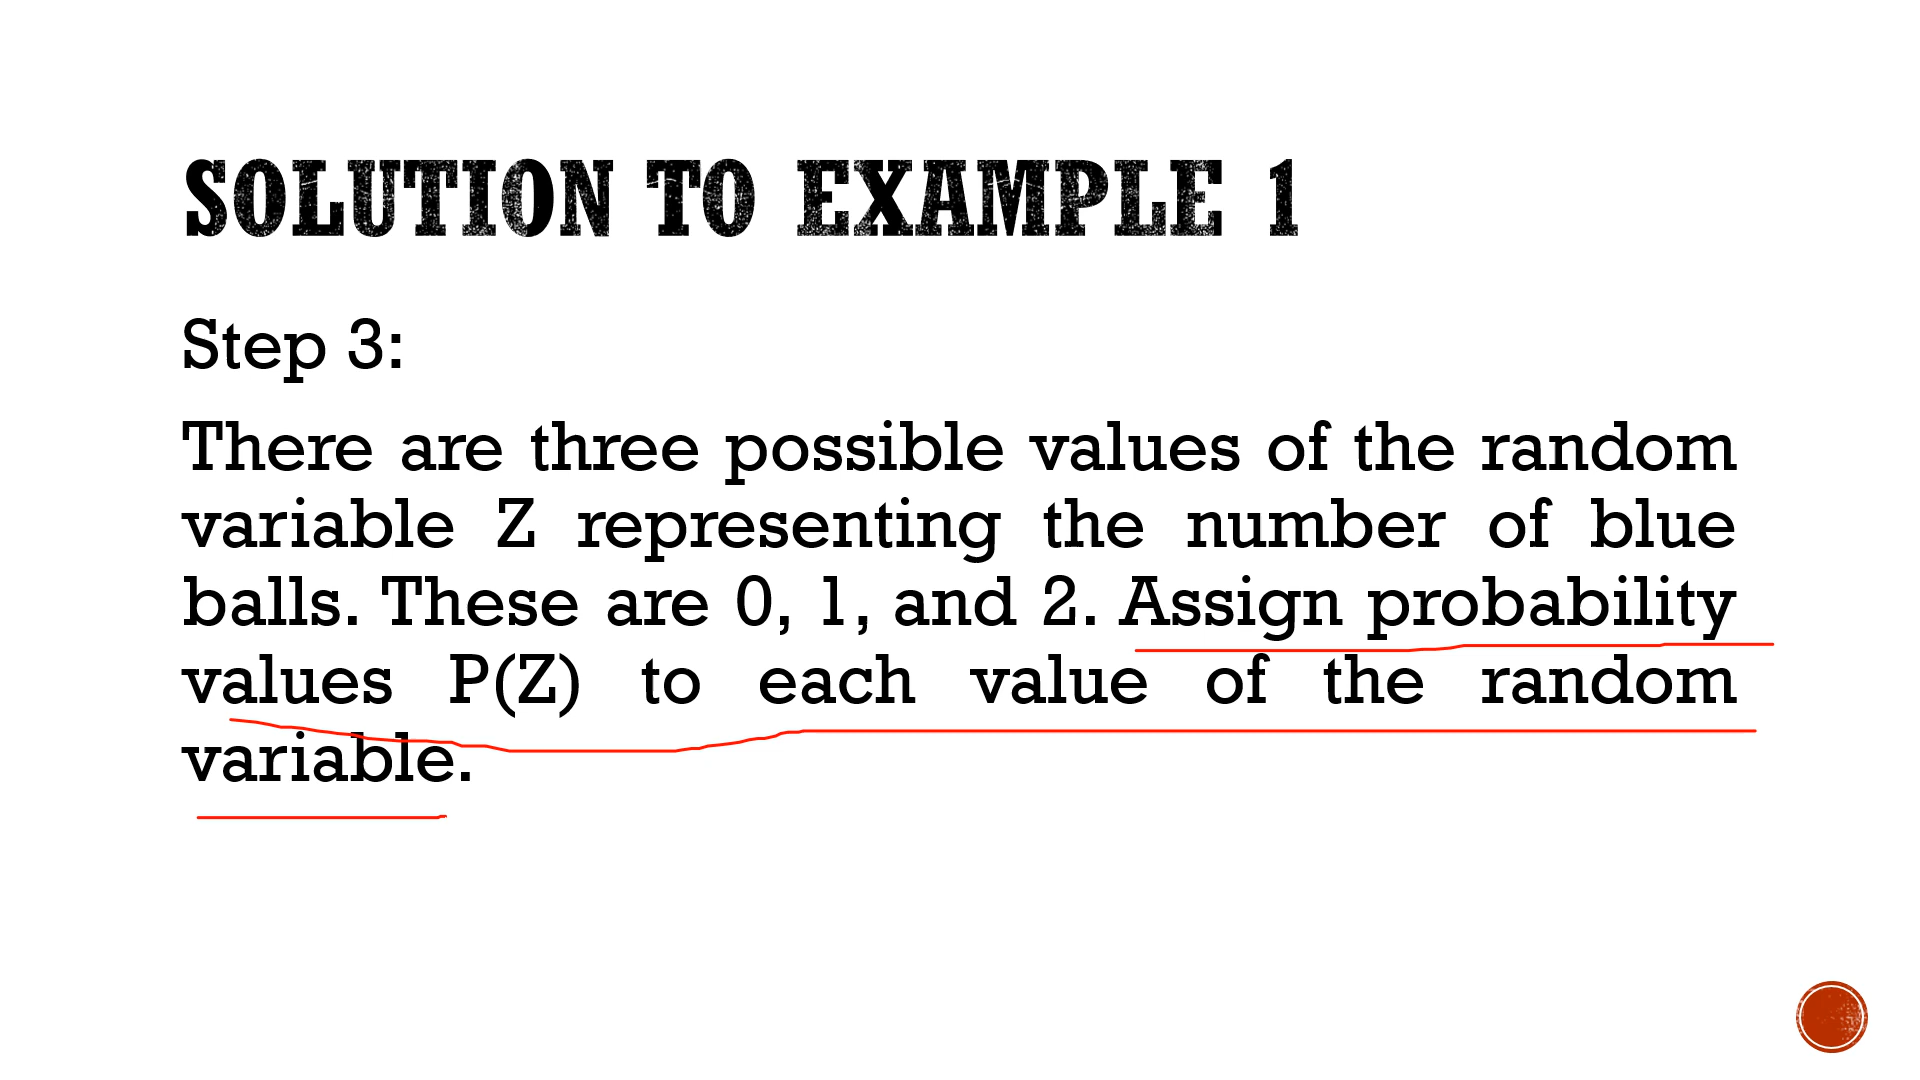 SOLUTION TO EXAMPLE 1
Step 3:
There are three possible values of the random
variable Z representing the number of blue
balls. These are 0, 1, and 2. Assign probability
values P(Z) to each value of the random
variable.